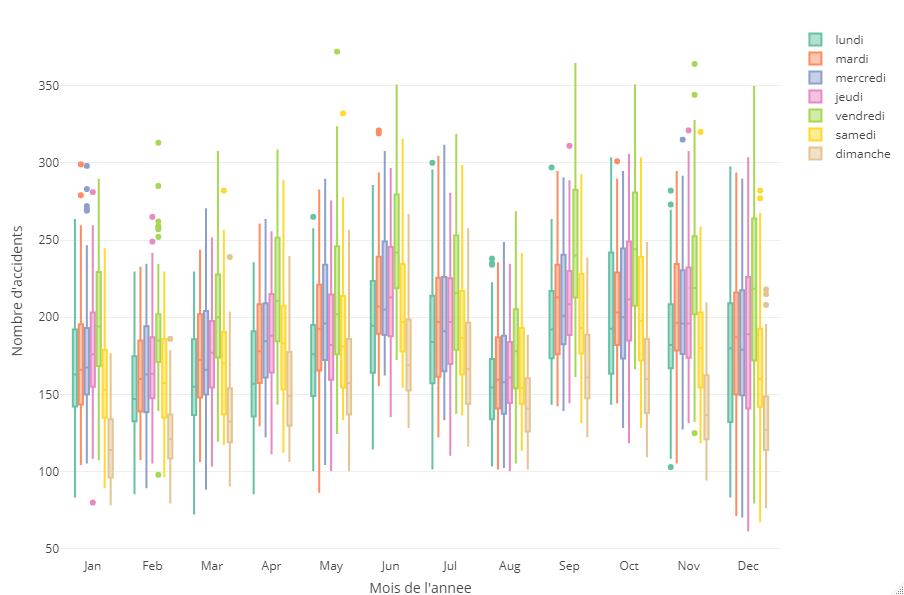 lundi
mardi
mercredi
jeudi
vendredi
samedi
dimanche
Nombre d'accidents
350
300
250
200
150
100
50
Jan Feb Mar Apr May Jun Jul Aug Sep Oct Nov Dec
Mois de l'annee